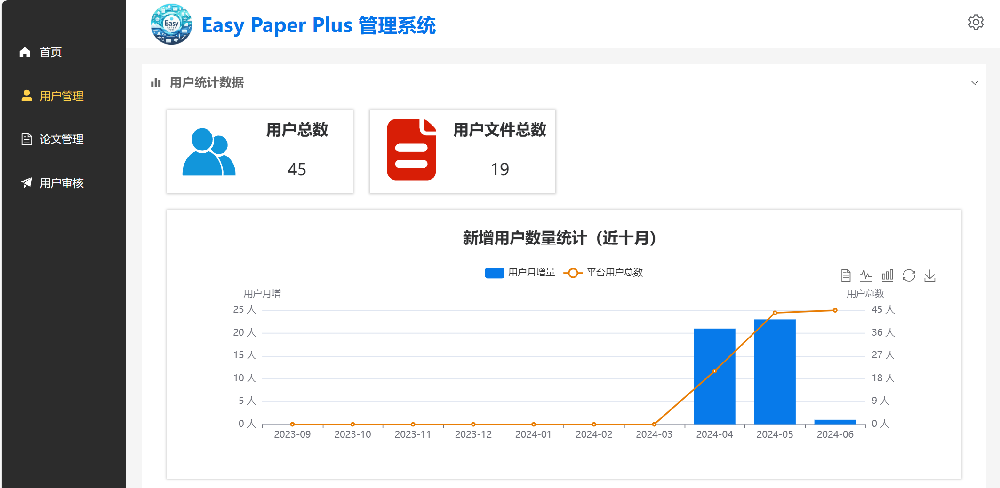 Easy
PAPER
PLUS
Easy Paper Plus 管理系统
首页
用户管理
论文管理
用户审核
用户统计数据
用户总数
45
用户文件总数
19
新增用户数量统计（近十月）
用户月增量 平台用户总数
用户月增 用户总数
25 人 45 人
20 人 36 人
15 人 27 人
10 人 18 人
5 人 9 人
0 人 0 人
2023-09 2023-10 2023-11 2023-12 2024-01 2024-02 2024-03 2024-04 2024-05 2024-06